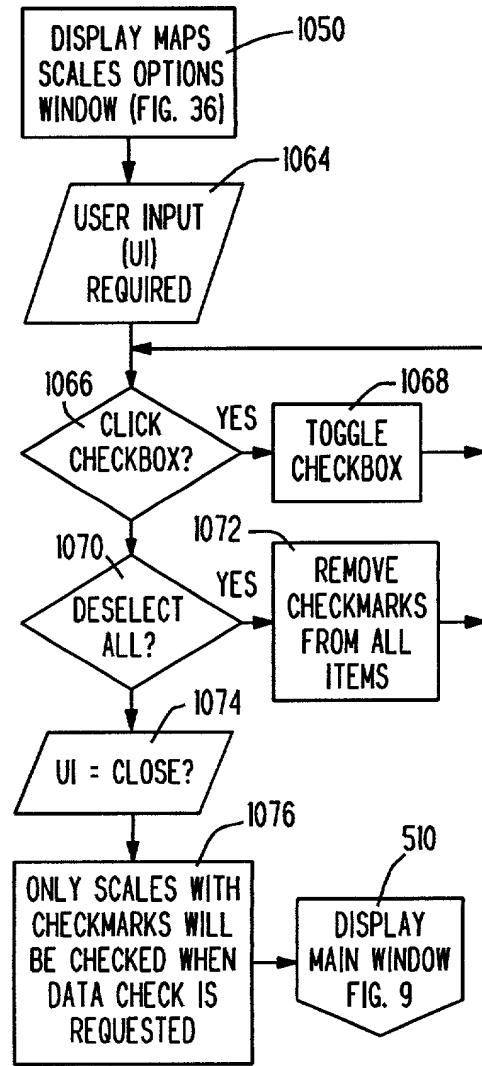 DISPLAY MAPS
SCALES OPTIONS
WINDOW (FIG. 36)
1050
1064
USER INPUT
(UI)
REQUIRED
1066
CLICK
CHECKBOX?
YES
1068
TOGGLE
CHECKBOX
1070
DESELECT
ALL?
YES
1072
REMOVE
CHECKMARKS
FROM ALL
ITEMS
1074
UI = CLOSE?
1076
ONLY SCALES WITH
CHECKMARKS WILL
BE CHECKED WHEN
DATA CHECK IS
REQUESTED
510
DISPLAY
MAIN WINDOW
FIG. 9